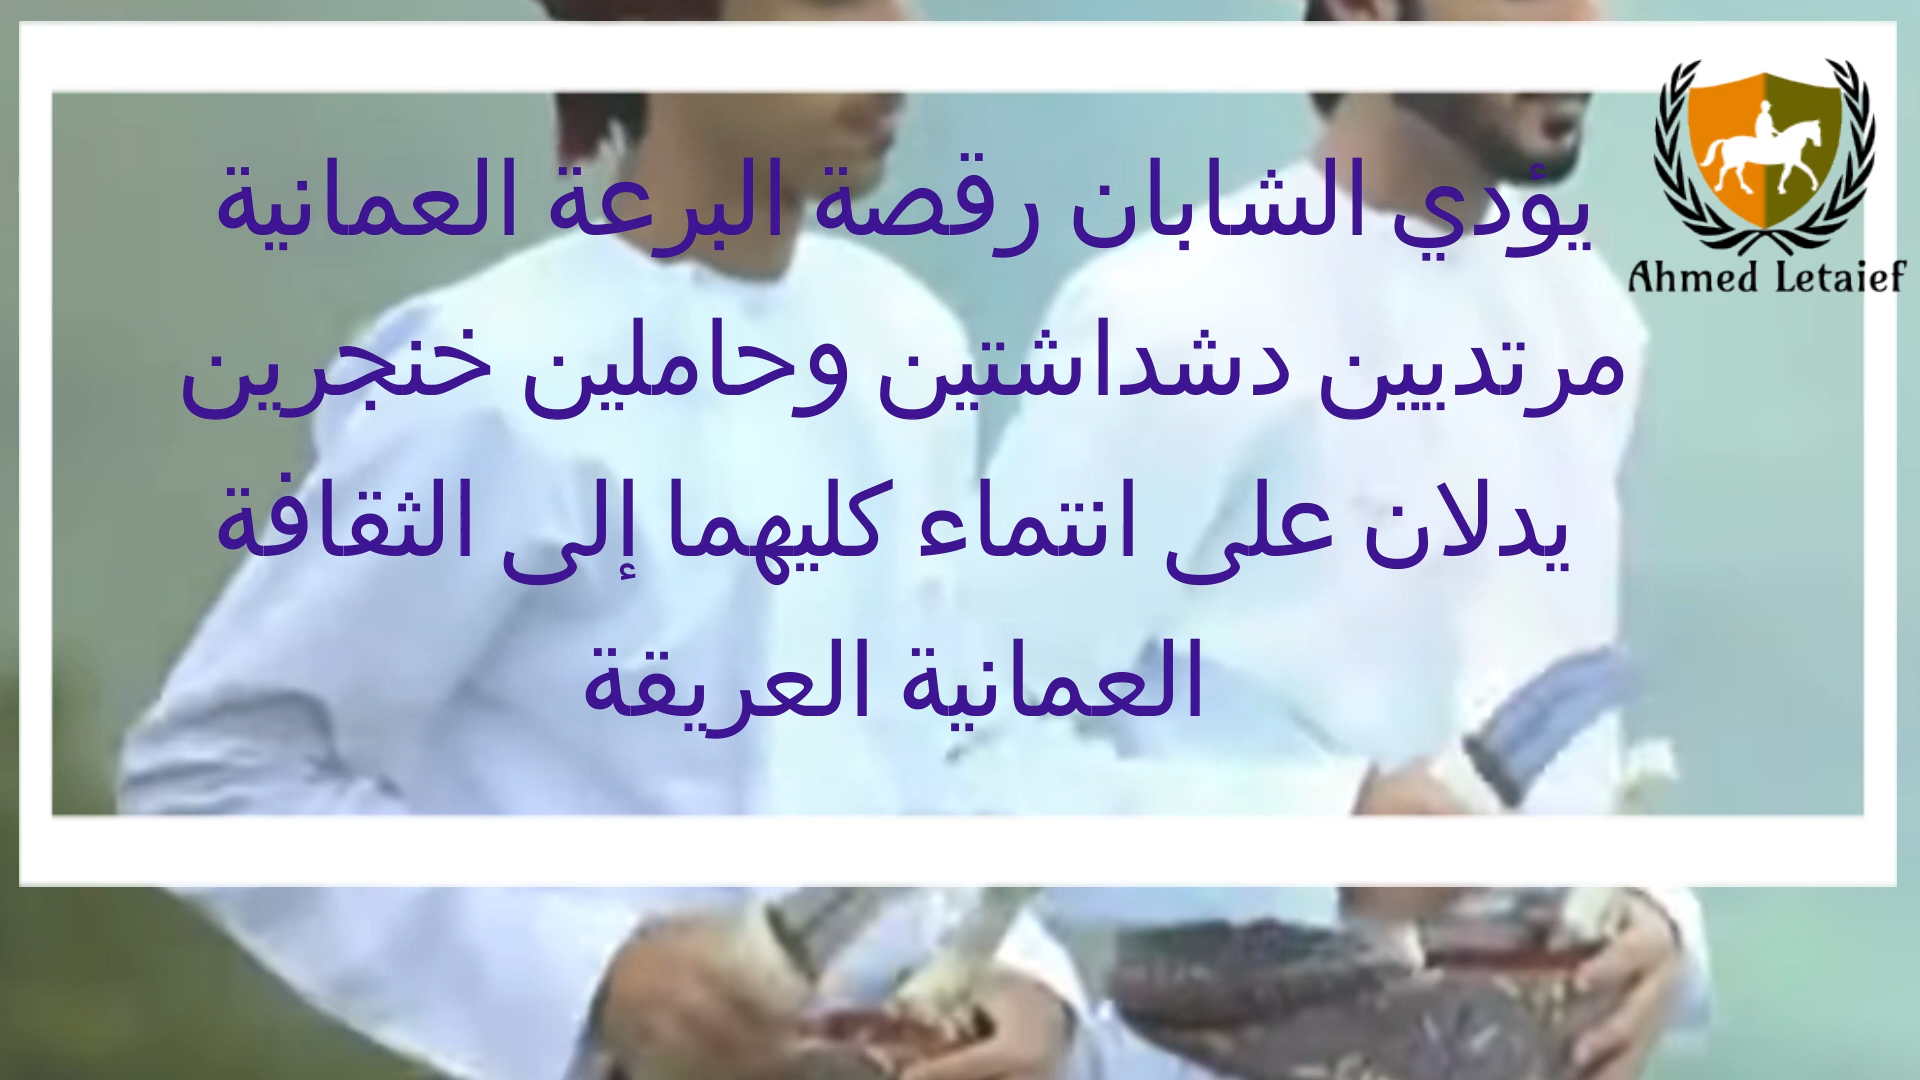 يؤدي الشابان رقصة البرعة العمانية
مرتديين دشداشتين وحاملين خنجرين
يدلان على انتماء كليهما إلى الثقافة
العمانية العريقة
Ahmed Letaief